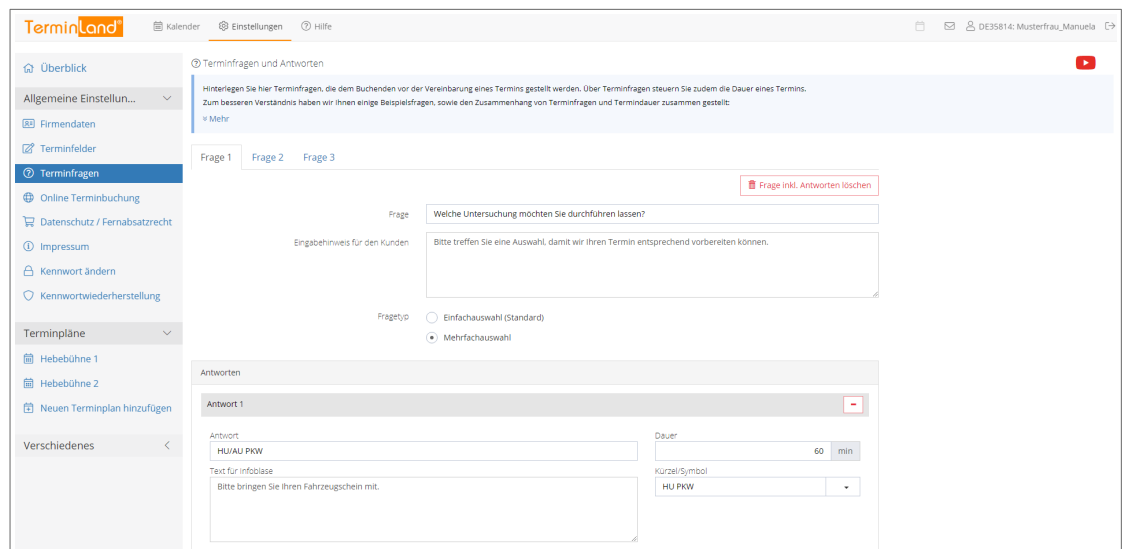 TerminLand®
Kalender
Einstellungen
Hilfe
DE35814: Musterfrau_Manuela
Überblick
Allgemeine Einstellun...
Firmendaten
Terminfelder
Terminfragen
Online Terminbuchung
Datenschutz / Fernabsatzrecht
Impressum
Kennwort ändern
Kennwortwiederherstellung
Terminpläne
Hebebühne 1
Hebebühne 2
Neuen Terminplan hinzufügen
Verschiedenes
Terminfragen und Antworten
Hinterlegen Sie hier Terminfragen, die dem Buchenden vor der Vereinbarung eines Termins gestellt werden. Über Terminfragen steuern Sie zudem die Dauer eines Termins.
Zum besseren Verständnis haben wir Ihnen einige Beispielsfragen, sowie den Zusammenhang von Terminfragen und Termindauer zusammen gestellt:
Mehr
Frage 1
Frage 2
Frage 3
Frage inkl. Antworten löschen
Frage
Welche Untersuchung möchten Sie durchführen lassen?
Eingabehinweis für den Kunden
Bitte treffen Sie eine Auswahl, damit wir Ihren Termin entsprechend vorbereiten können.
Fragetyp
Einfachauswahl (Standard)
Mehrfachauswahl
Antworten
Antwort 1
Antwort
HU/AU PKW
Dauer
60 min
Text für Infoblase
Bitte bringen Sie Ihren Fahrzeugschein mit.
Kürzel/Symbol
HU PKW